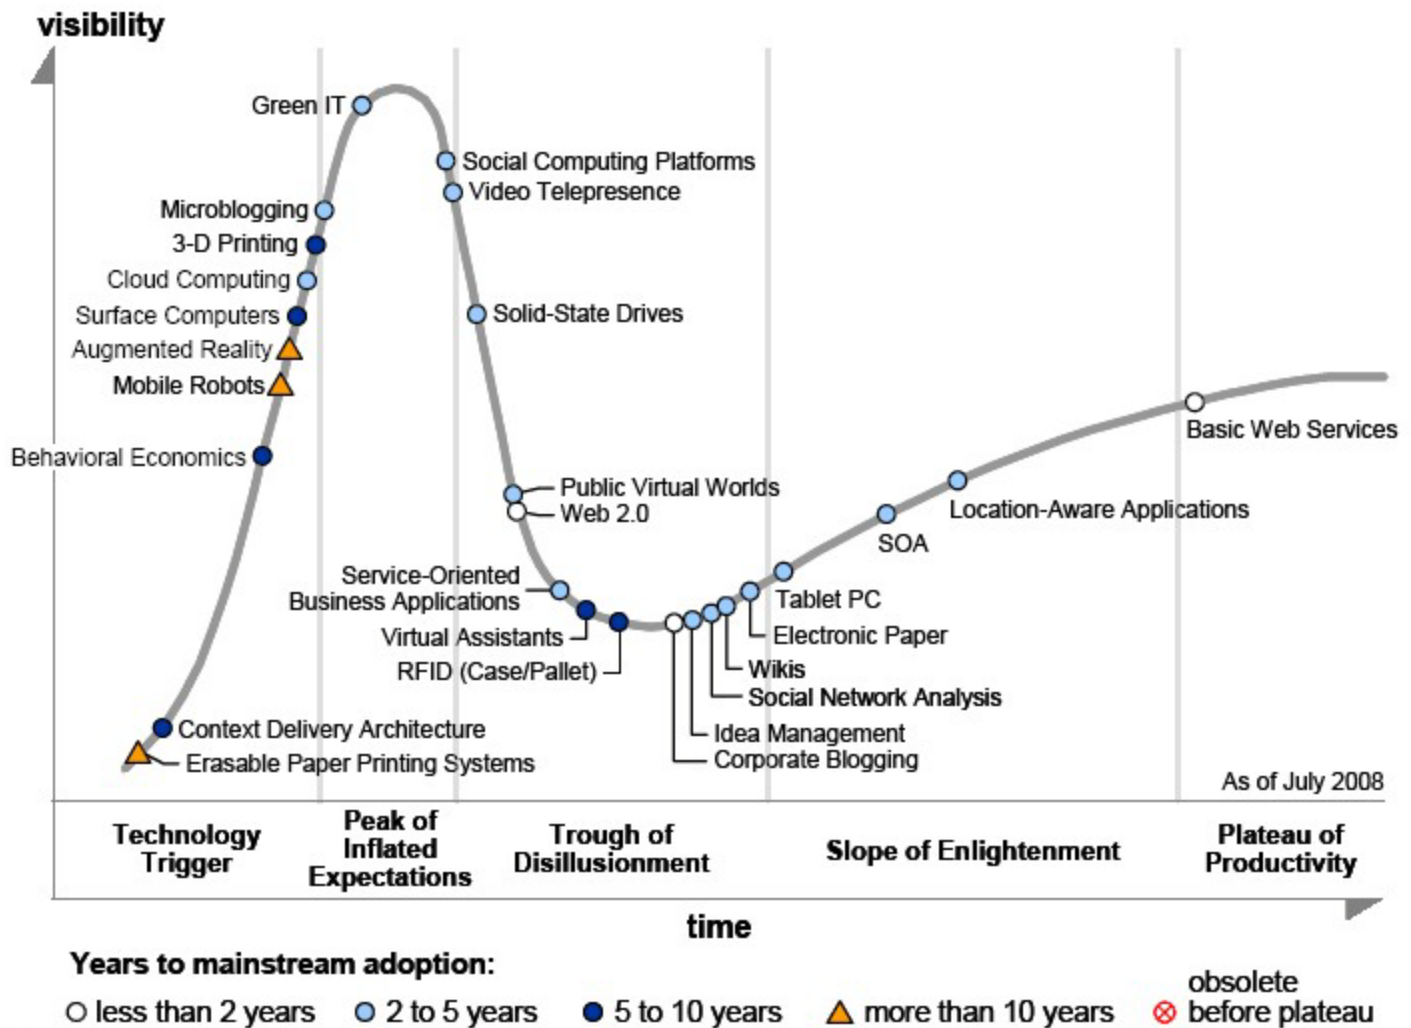 visibility
Green IT
Social Computing Platforms
Video Telepresence
Microblogging
3-D Printing
Cloud Computing
Surface Computers
Solid-State Drives
Augmented Reality
Mobile Robots
Basic Web Services
Behavioral Economics
Public Virtual Worlds
Web 2.0
Location-Aware Applications
SOA
Service-Oriented
Business Applications
Tablet PC
Virtual Assistants
Electronic Paper
RFID (Case/Pallet)
Wikis
Social Network Analysis
Context Delivery Architecture
Idea Management
Erasable Paper Printing Systems
Corporate Blogging
As of July 2008
Technology
Trigger
Peak of
Inflated
Expectations
Trough of
Disillusionment
Slope of Enlightenment
Plateau of
Productivity
time
Years to mainstream adoption:
less than 2 years
2 to 5 years
5 to 10 years
more than 10 years
obsolete
before plateau